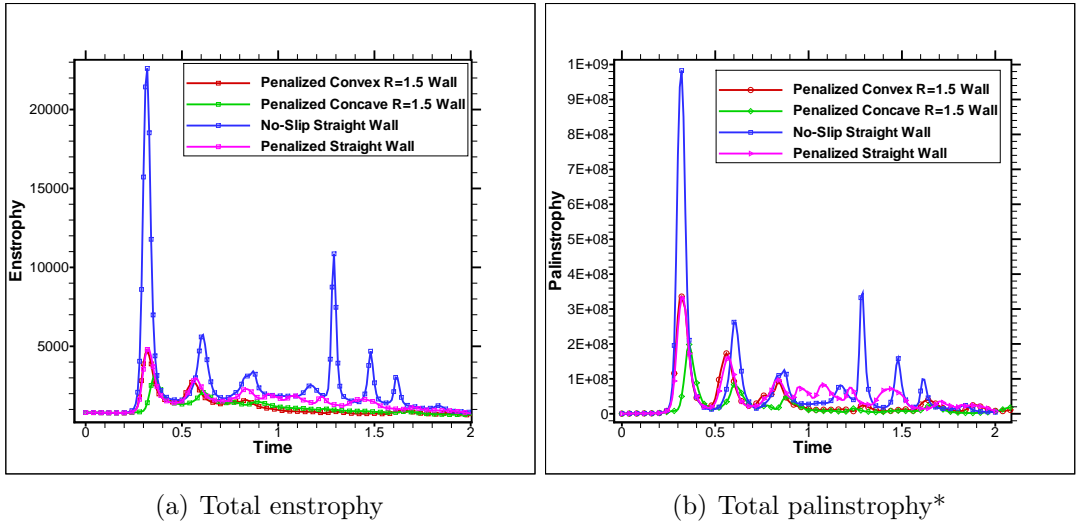 Penalized Convex R=1.5 Wall
Penalized Concave R=1.5 Wall
No-Slip Straight Wall
Penalized Straight Wall
20000
15000
10000
5000
Enstrophy
0
0.5
1
1.5
2
Time
(a) Total enstrophy
Penalized Convex R=1.5 Wall
Penalized Concave R=1.5 Wall
No-Slip Straight Wall
Penalized Straight Wall
1E+09
9E+08
8E+08
7E+08
6E+08
5E+08
4E+08
3E+08
2E+08
1E+08
0
Palinstrophy
0
0.5
1
1.5
2
Time
(b) Total palinstrophy*